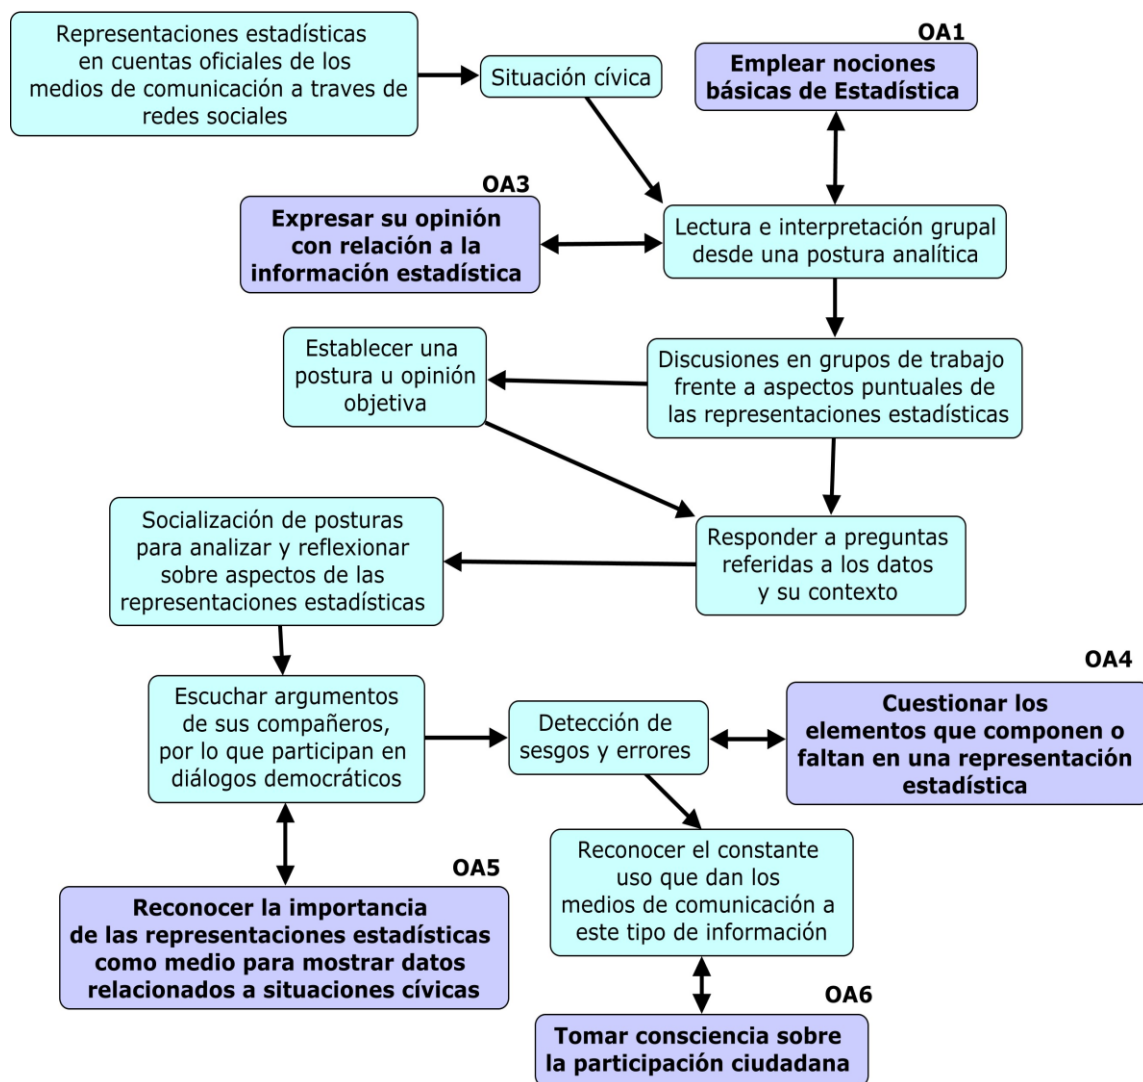 Representaciones estadísticas
en cuentas oficiales de los
medios de comunicación a traves de
redes sociales
Situación cívica
OA1
Emplear nociones
básicas de Estadística
OA3
Expresar su opinión
con relación a la
información estadística
Lectura e interpretación grupal
desde una postura analítica
Establecer una
postura u opinión
objetiva
Discusiones en grupos de trabajo
frente a aspectos puntuales de
las representaciones estadísticas
Socialización de posturas
para analizar y reflexionar
sobre aspectos de las
representaciones estadísticas
Responder a preguntas
referidas a los datos
y su contexto
Escuchar argumentos
de sus compañeros,
por lo que participan en
diálogos democráticos
Detección de
sesgos y errores
OA4
Cuestionar los
elementos que componen o
faltan en una representación
estadística
OA5
Reconocer la importancia
de las representaciones estadísticas
como medio para mostrar datos
relacionados a situaciones cívicas
Reconocer el constante
uso que dan los
medios de comunicación a
este tipo de información
OA6
Tomar consciencia sobre
la participación ciudadana